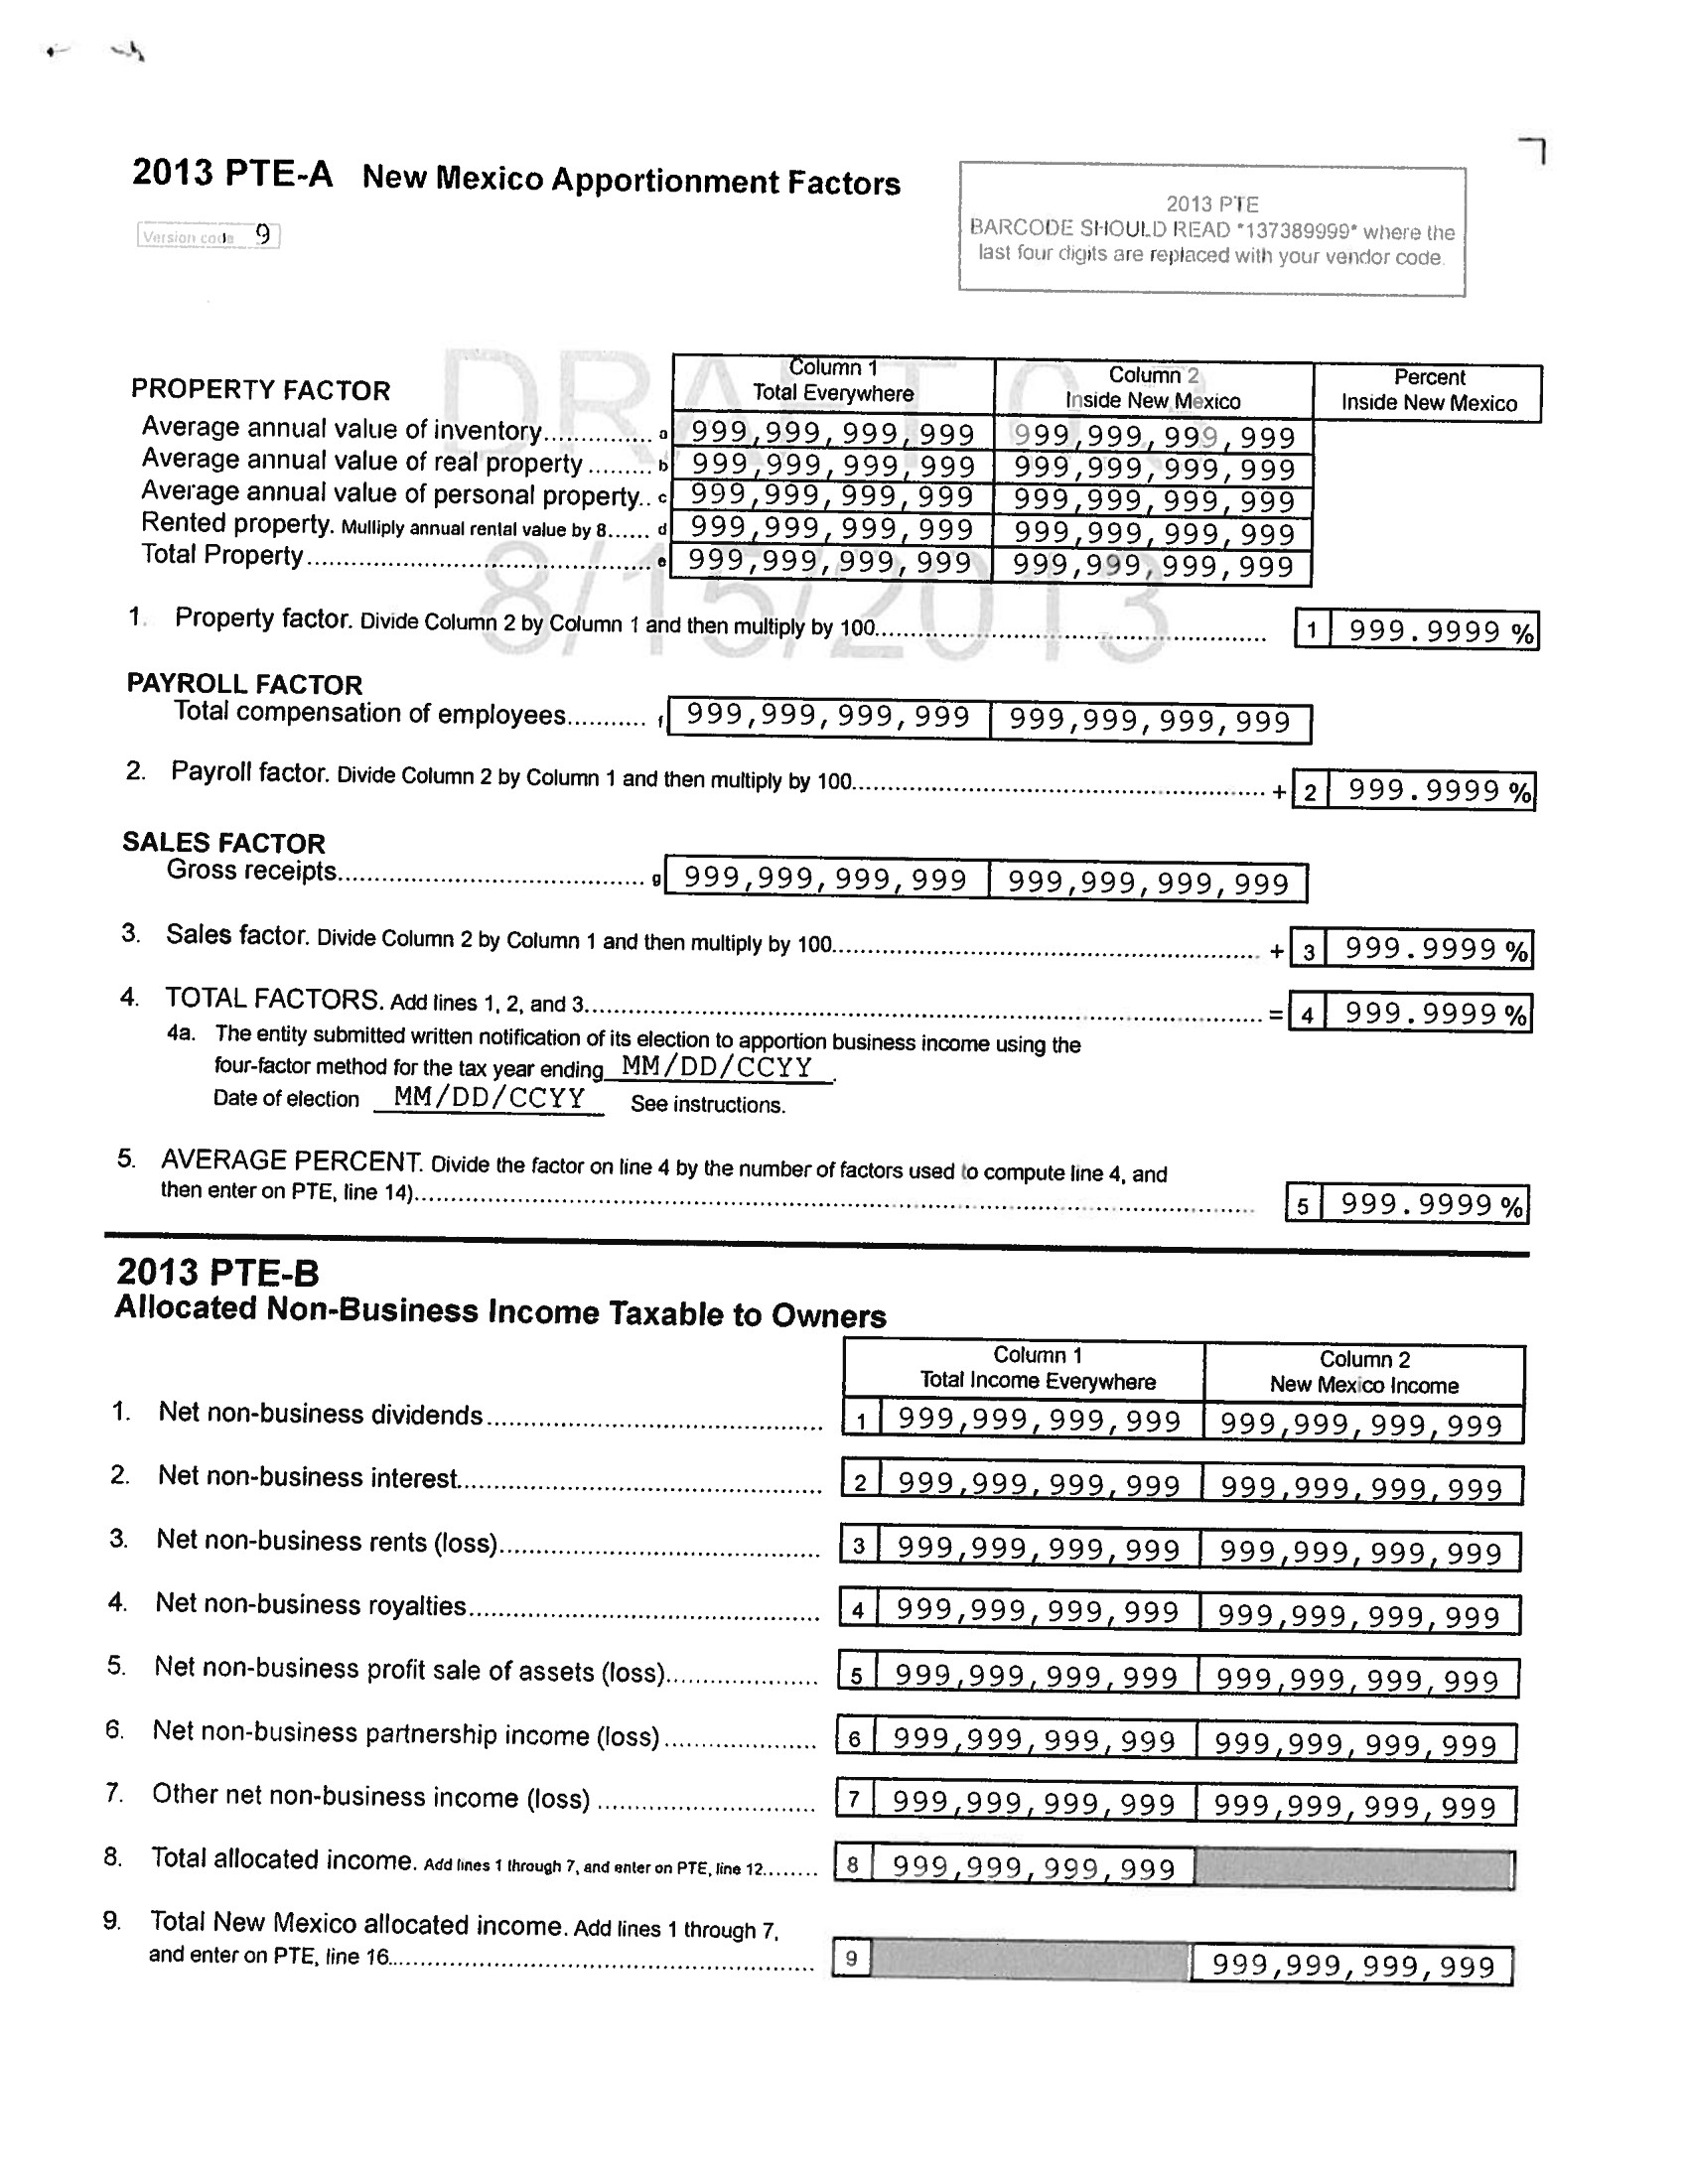 2013 PTE-A New Mexico Apportionment Factors
Version code 9
2013 PTE
BARCODE SHOULD READ *137389999* where the
last four digits are replaced with your vendor code.
8/15/2013
Column 1 Column 2 Percent
PROPERTY FACTOR Total Everywhere Inside New Mexico Inside New Mexico
Average annual value of inventory............... a 999,999,999,999 999,999,999,999
Average annual value of real property ......... b 999,999,999,999 999,999,999,999
Average annual value of personal property.. c 999,999,999,999 999,999,999,999
Rented property. Mulliply annual rental value by 8...... d 999,999,999,999 999,999,999,999
Total Property............................................. e 999,999,999,999 999,999,999,999
1. Property factor. Divide Column 2 by Column 1 and then multiply by 100............................................................ 1 999.9999 %
PAYROLL FACTOR
Total compensation of employees........... f 999,999,999,999 999,999,999,999
2. Payroll factor. Divide Column 2 by Column 1 and then multiply by 100............................................................ + 2 999.9999 %
SALES FACTOR
Gross receipts........................................ g 999,999,999,999 999,999,999,999
3. Sales factor. Divide Column 2 by Column 1 and then multiply by 100............................................................ + 3 999.9999 %
4. TOTAL FACTORS. Add lines 1, 2, and 3............................................................ = 4 999.9999 %
4a. The entity submitted written notification of its election to apportion business income using the
four-factor method for the tax year ending MM/DD/CCYY .
Date of election MM/DD/CCYY See instructions.
5. AVERAGE PERCENT. Divide the factor on line 4 by the number of factors used to compute line 4, and
then enter on PTE, line 14)............................................................ 5 999.9999 %
2013 PTE-B
Allocated Non-Business Income Taxable to Owners
Column 1 Column 2
Total Income Everywhere New Mexico Income
1. Net non-business dividends............................................. 1 999,999,999,999 999,999,999,999
2. Net non-business interest............................................. 2 999,999,999,999 999,999,999,999
3. Net non-business rents (loss)........................................ 3 999,999,999,999 999,999,999,999
4. Net non-business royalties............................................. 4 999,999,999,999 999,999,999,999
5. Net non-business profit sale of assets (loss).................... 5 999,999,999,999 999,999,999,999
6. Net non-business partnership income (loss).................... 6 999,999,999,999 999,999,999,999
7. Other net non-business income (loss) ............................ 7 999,999,999,999 999,999,999,999
8. Total allocated income. Add lines 1 through 7, and enter on PTE, line 12........ 8 999,999,999,999
9. Total New Mexico allocated income. Add lines 1 through 7,
and enter on PTE, line 16............................................................ 9 999,999,999,999